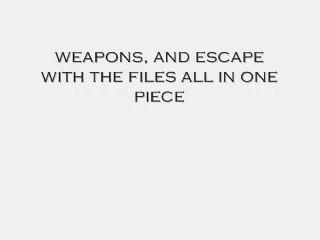 WEAPONS, AND ESCAPE
WITH THE FILES ALL IN ONE
PIECE